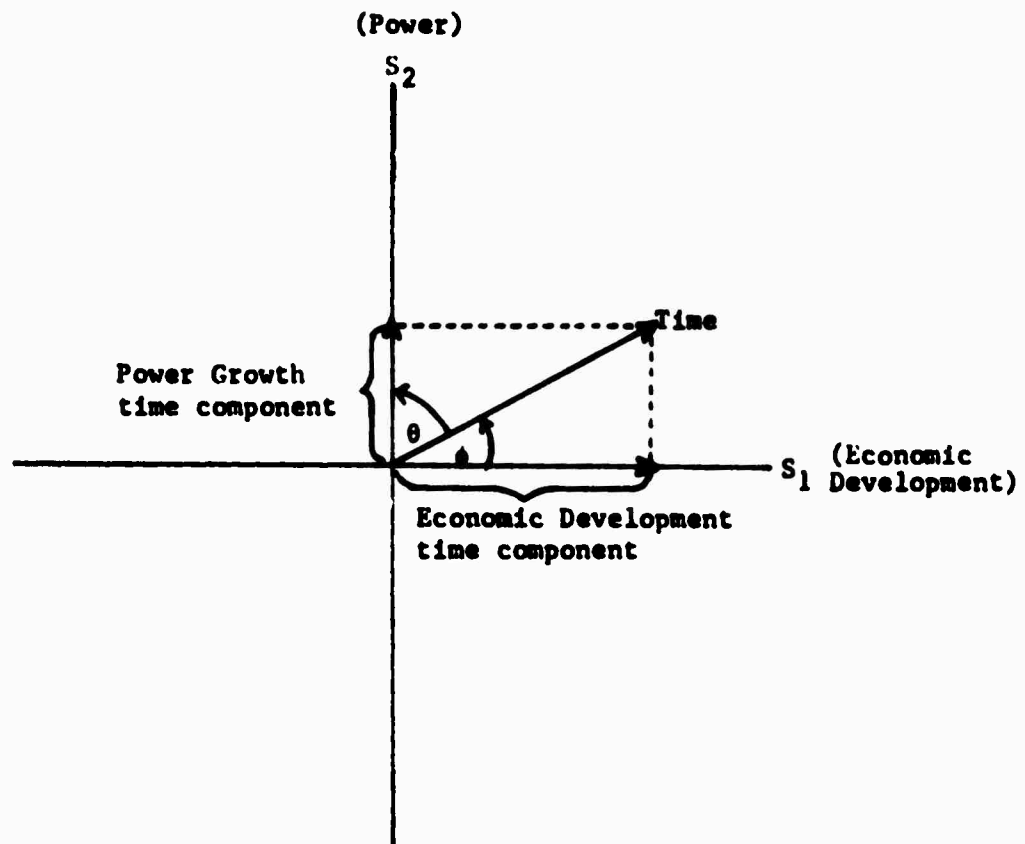 (Power)
S2
Time
Power Growth
time component
θ
S1 (Economic
Development)
Economic Development
time component